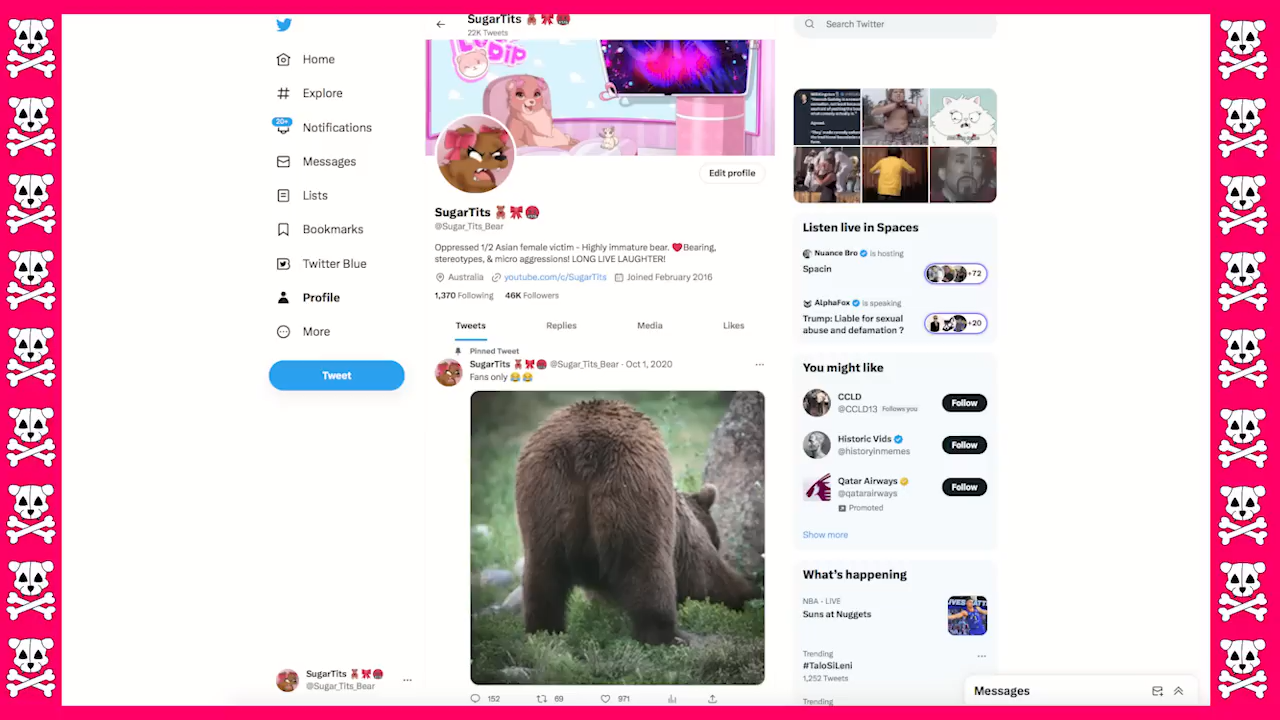 Home
Explore
20+
Notifications
Messages
Lists
Bookmarks
Twitter Blue
Profile
More
Tweet
SugarTits
@Sugar_Tits_Bear
SugarTits
22K Tweets
Dip
Edit profile
SugarTits
@Sugar_Tits_Bear
Oppressed 1/2 Asian female victim - Highly immature bear. Bearing,
stereotypes, & micro aggressions! LONG LIVE LAUGHTER!
Australia youtube.com/c/SugarTits Joined February 2016
1,370 Following 46K Followers
Tweets Replies Media Likes
Pinned Tweet
SugarTits @Sugar_Tits_Bear · Oct 1, 2020
Fans only 😂😂
152 69 971
Search Twitter
Listen live in Spaces
Nuance Bro is hosting
Spacin
+72
AlphaFox is speaking
Trump: Liable for sexual
abuse and defamation ?
+20
You might like
CCLD
@CCLD13 Follows you
Follow
Historic Vids
@historyinmemes
Follow
Qatar Airways
@qatarairways
Promoted
Follow
Show more
What's happening
NBA · LIVE
Suns at Nuggets
Trending
#TaloSiLeni
1,252 Tweets
Trending
Messages